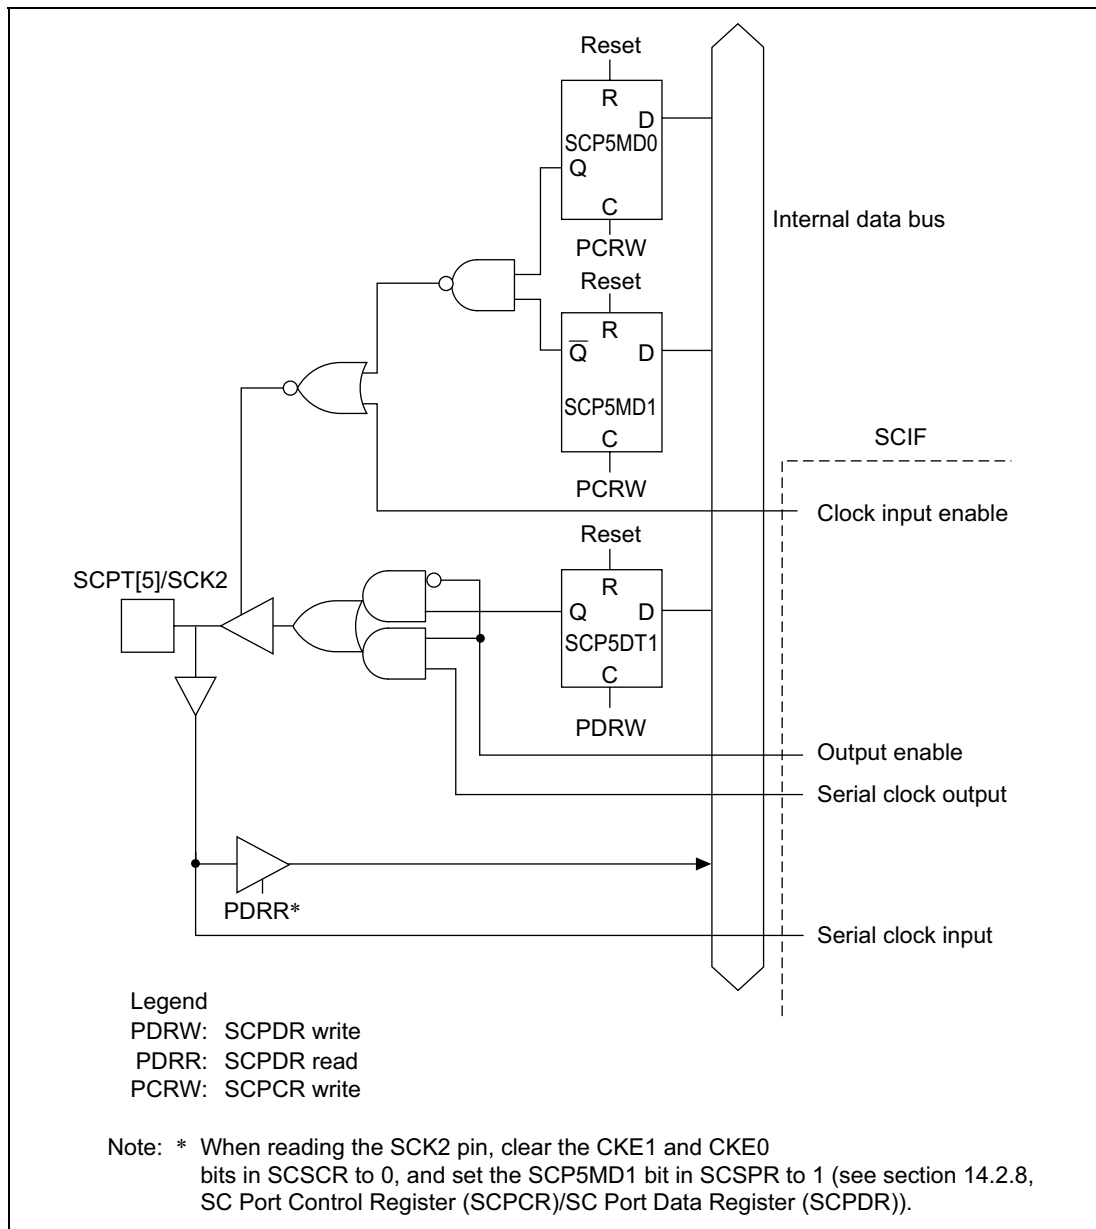 Reset
R
D
SCP5MD0
Q
C
PCRW
Internal data bus
Reset
R
Q̅ D
SCP5MD1
C
PCRW
SCIF
Clock input enable
Reset
SCPT[5]/SCK2
R
Q D
SCP5DT1
C
PDRW
Output enable
Serial clock output
PDRR*
Serial clock input
Legend
PDRW: SCPDR write
PDRR: SCPDR read
PCRW: SCPCR write
Note: * When reading the SCK2 pin, clear the CKE1 and CKE0
bits in SCSCR to 0, and set the SCP5MD1 bit in SCSPR to 1 (see section 14.2.8,
SC Port Control Register (SCPCR)/SC Port Data Register (SCPDR)).